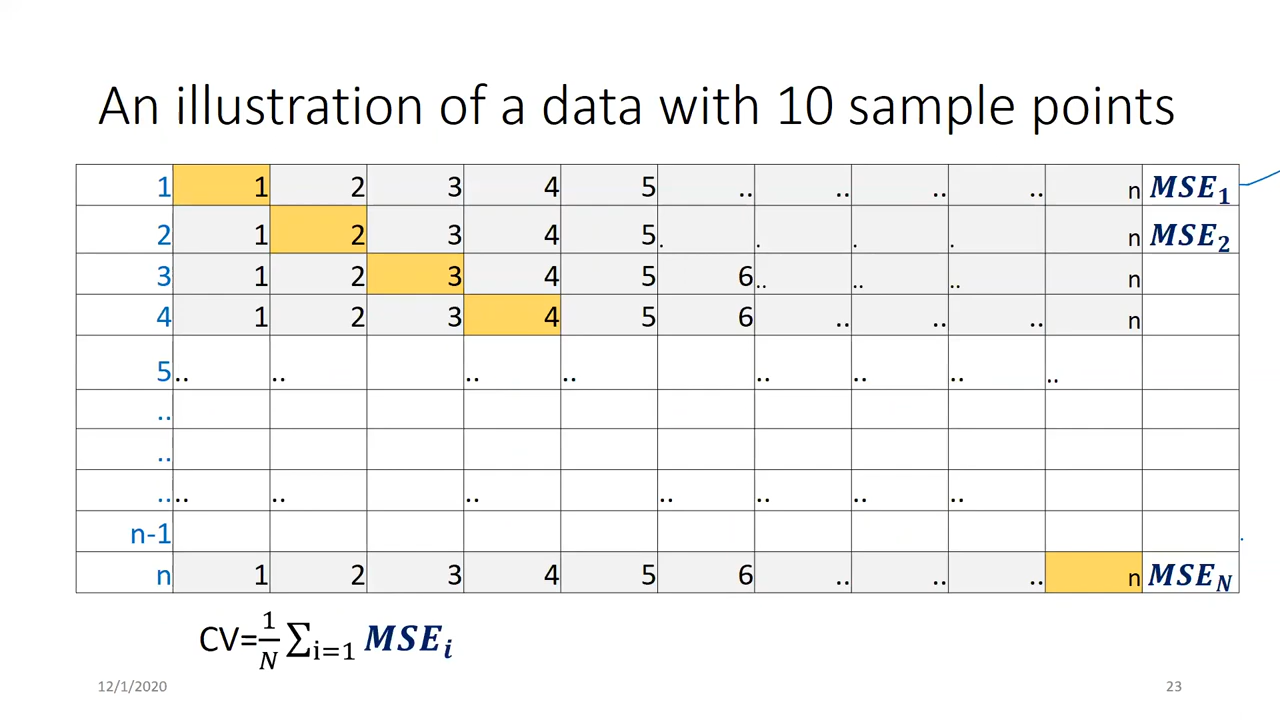 An illustration of a data with 10 sample points
1 1 2 3 4 5 .. .. .. .. n MSE₁
2 1 2 3 4 5 . . . . n MSE₂
3 1 2 3 4 5 6 .. .. .. n
4 1 2 3 4 5 6 .. .. .. n
5 .. .. .. .. .. .. .. ..
..
..
.. .. .. .. .. .. .. ..
n-1
n 1 2 3 4 5 6 .. .. .. n MSE_N
CV=1/N ∑i=1 MSEᵢ
12/1/2020 23